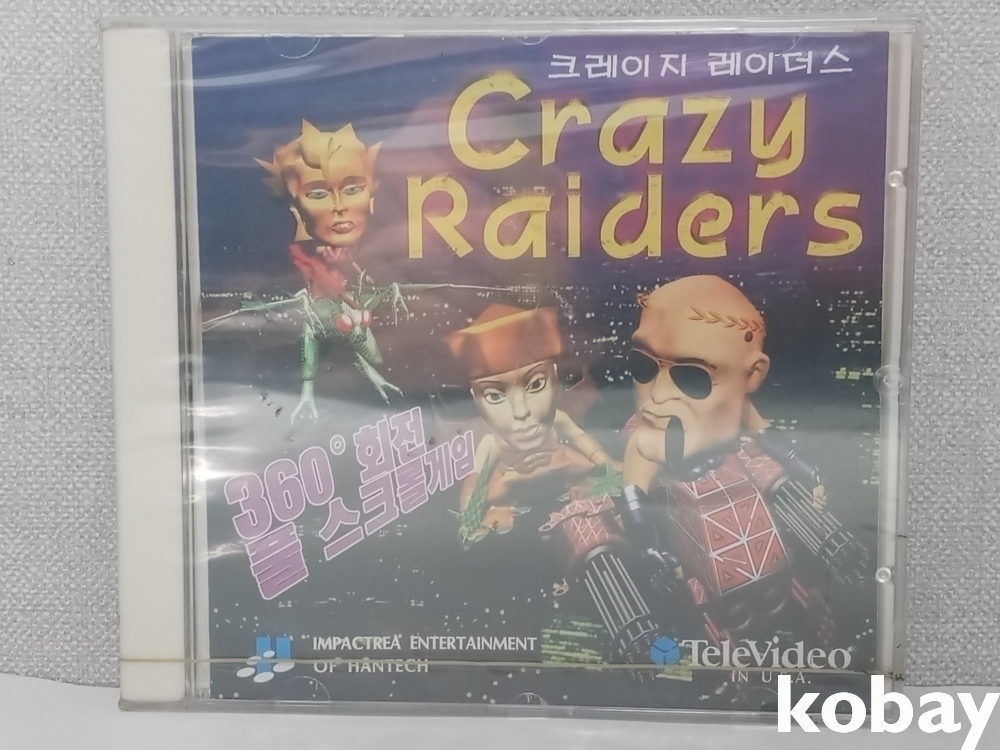 크레이지 레이더스
Crazy
Raiders
360° 회전
풀 스크롤게임
IMPACTREA ENTERTAINMENT
OF HANTECH
TeleVideo
IN U.S.A.
kobay